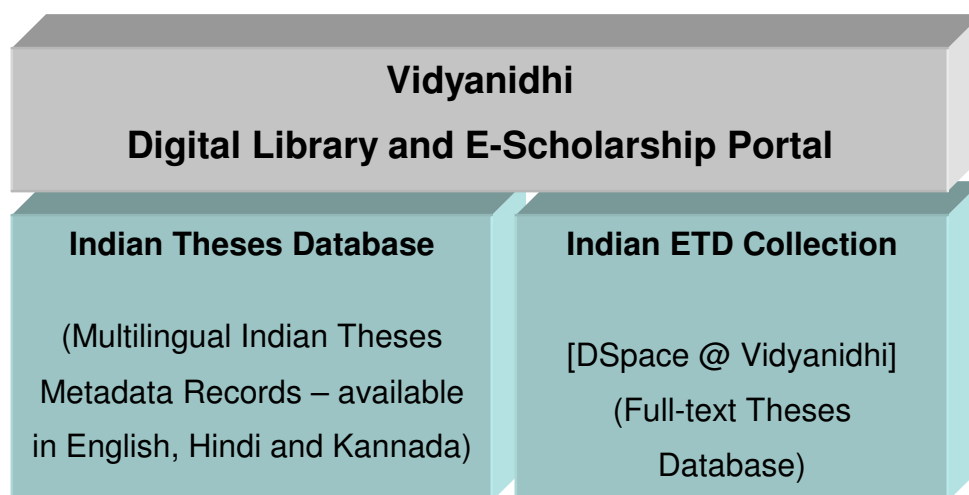 Vidyanidhi
Digital Library and E-Scholarship Portal
Indian Theses Database
(Multilingual Indian Theses
Metadata Records – available
in English, Hindi and Kannada)
Indian ETD Collection
[DSpace @ Vidyanidhi]
(Full-text Theses
Database)